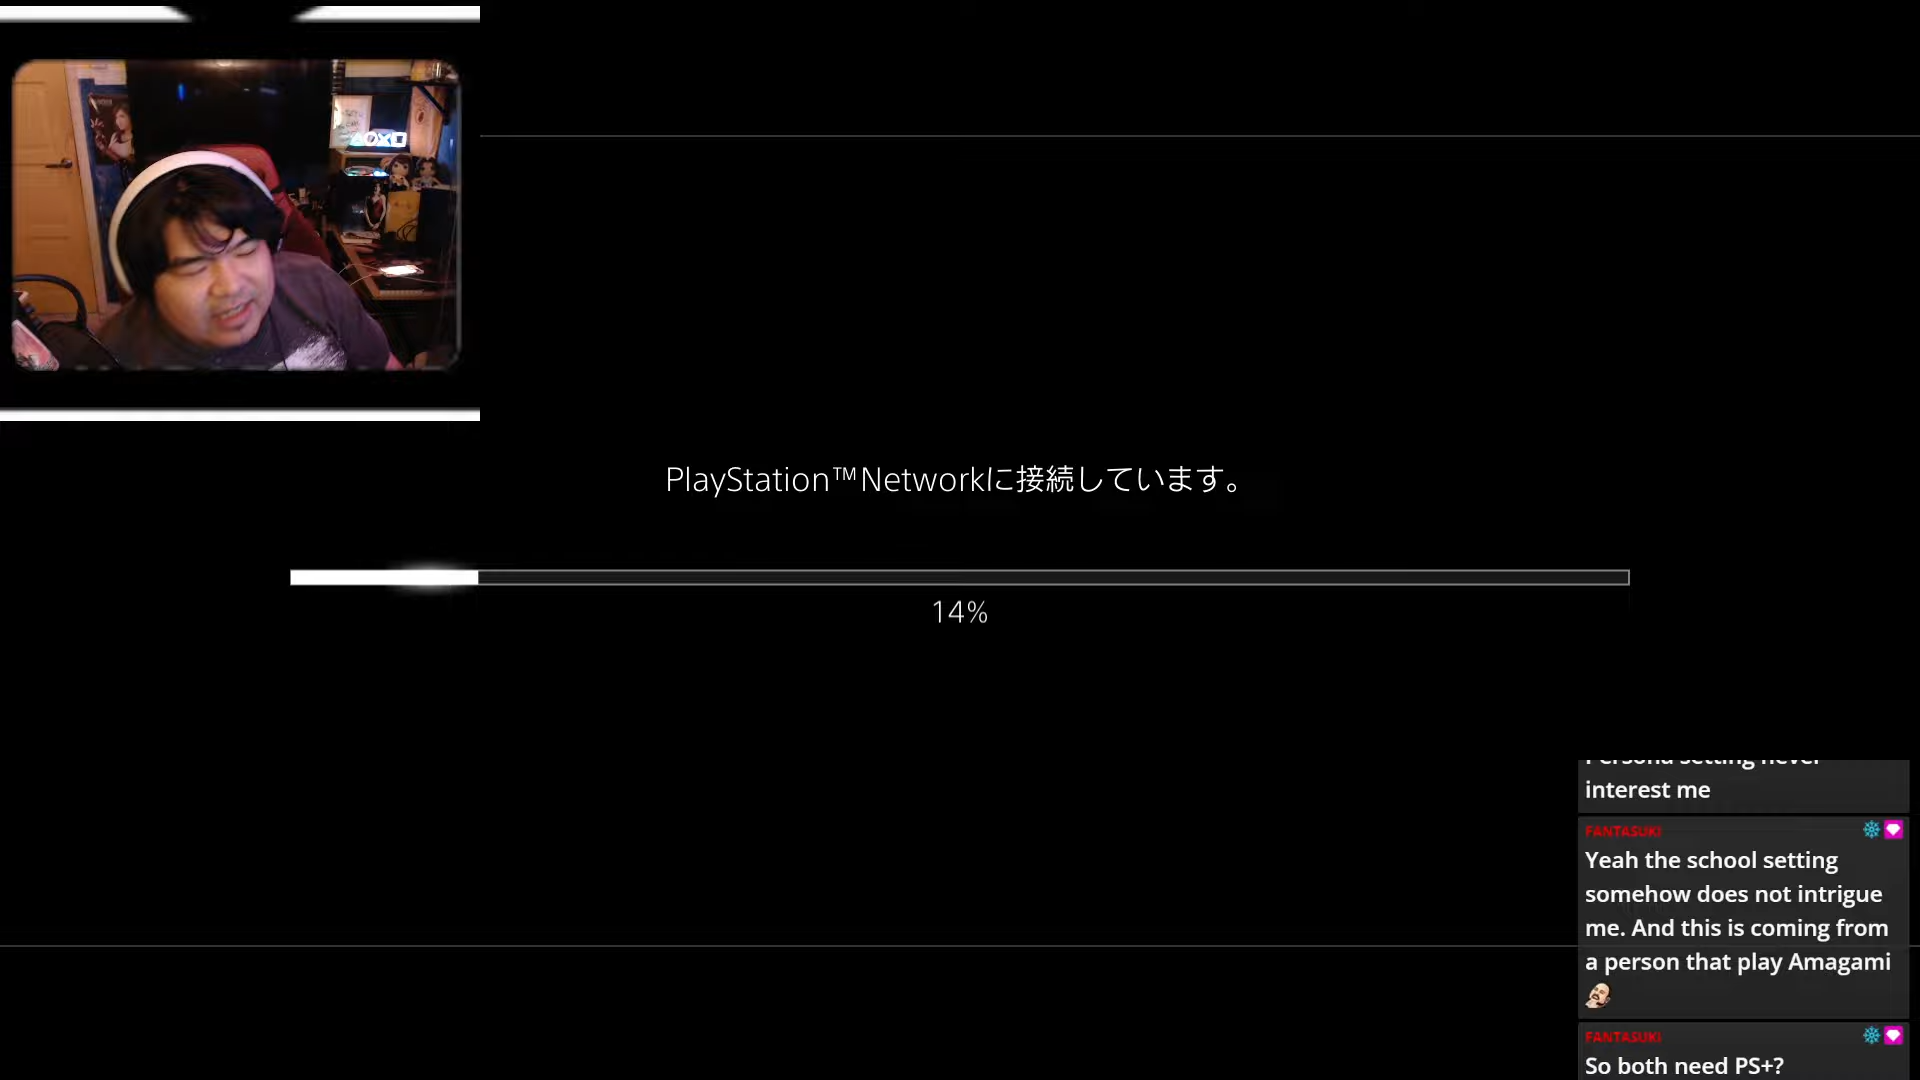 PlayStation™Networkに接続しています。
14%
interest me
FANTASUKI
Yeah the school setting
somehow does not intrigue
me. And this is coming from
a person that play Amagami
FANTASUKI
So both need PS+?